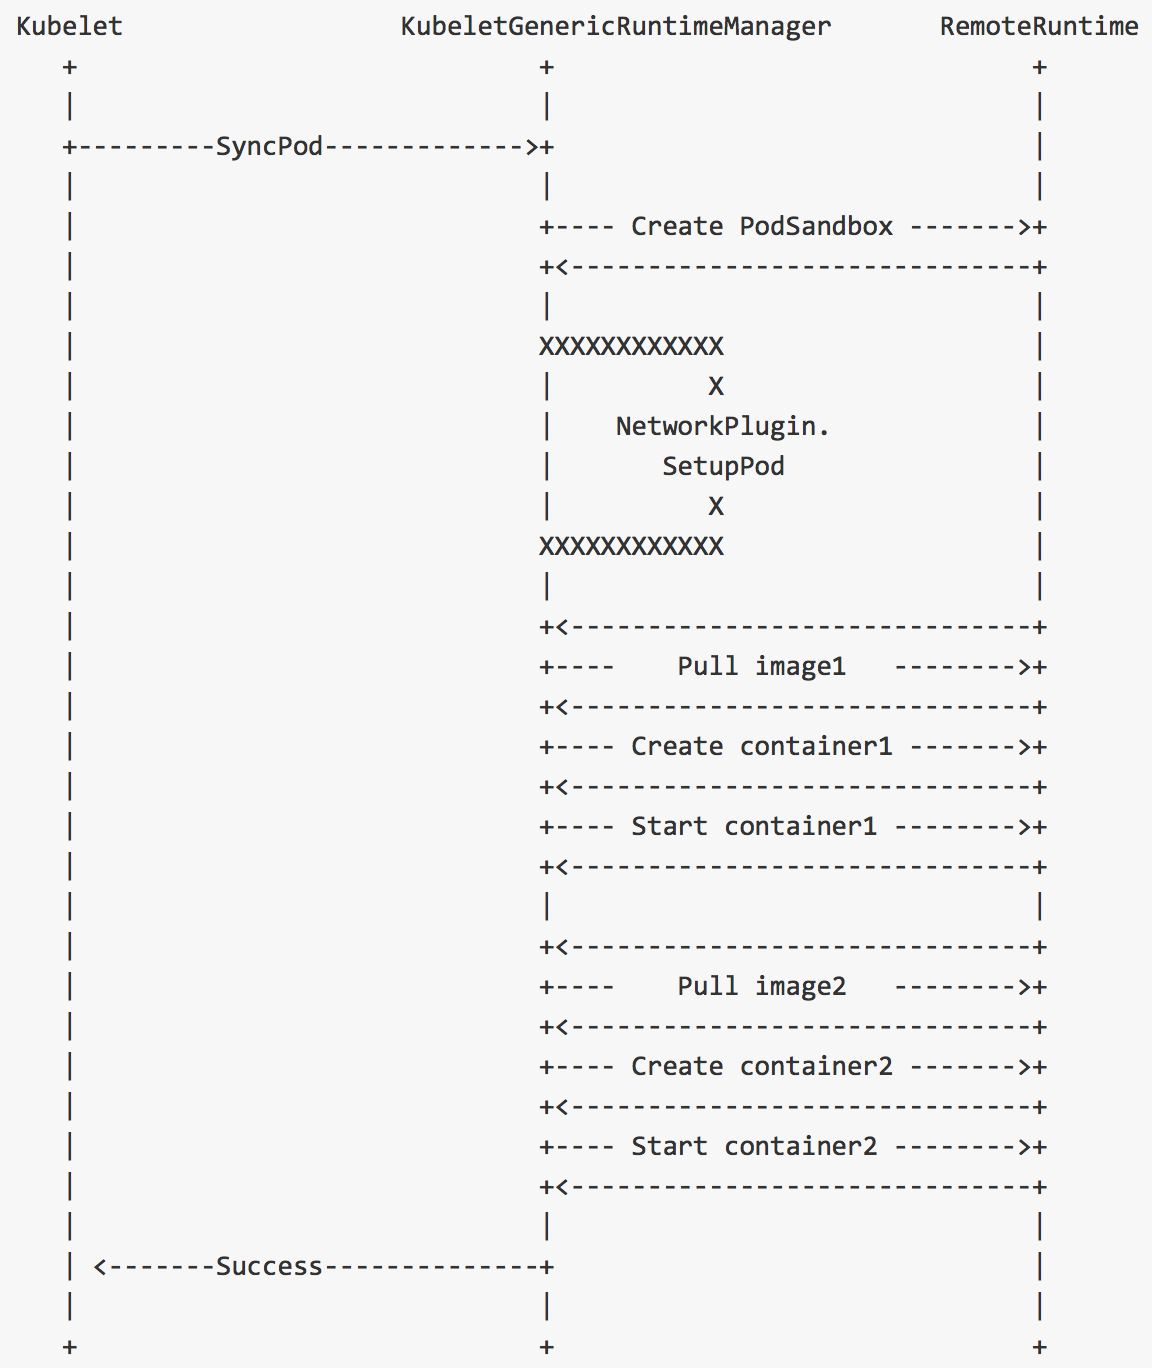 Kubelet                                    KubeletGenericRuntimeManager       RemoteRuntime
   +                              +                               +
   |                              |                               |
   +---------SyncPod------------->+                               |
   |                              |                               |
   |                              +---- Create PodSandbox ------->+
   |                              +<------------------------------+
   |                              |                               |
   |                              XXXXXXXXXXXX                    |
   |                              |          X                    |
   |                              |    NetworkPlugin.             |
   |                              |       SetupPod                |
   |                              |          X                    |
   |                              XXXXXXXXXXXX                    |
   |                              |                               |
   |                              +<------------------------------+
   |                              +----    Pull image1   -------->+
   |                              +<------------------------------+
   |                              +---- Create container1 ------->+
   |                              +<------------------------------+
   |                              +---- Start container1 -------->+
   |                              +<------------------------------+
   |                              |                               |
   |                              +<------------------------------+
   |                              +----    Pull image2   -------->+
   |                              +<------------------------------+
   |                              +---- Create container2 ------->+
   |                              +<------------------------------+
   |                              +---- Start container2 -------->+
   |                              +<------------------------------+
   |                              |                               |
   | <-------Success--------------+                               |
   |                              |                               |
   +                              +                               +